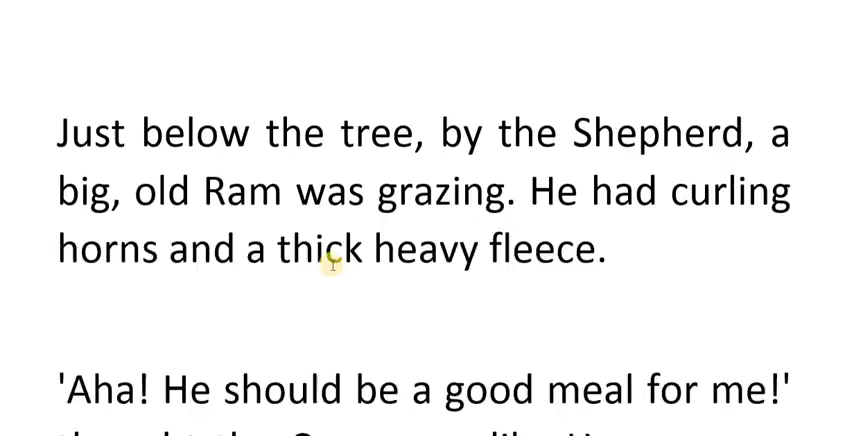 Just below the tree, by the Shepherd, a
big, old Ram was grazing. He had curling
horns and a thick heavy fleece.
'Aha! He should be a good meal for me!'